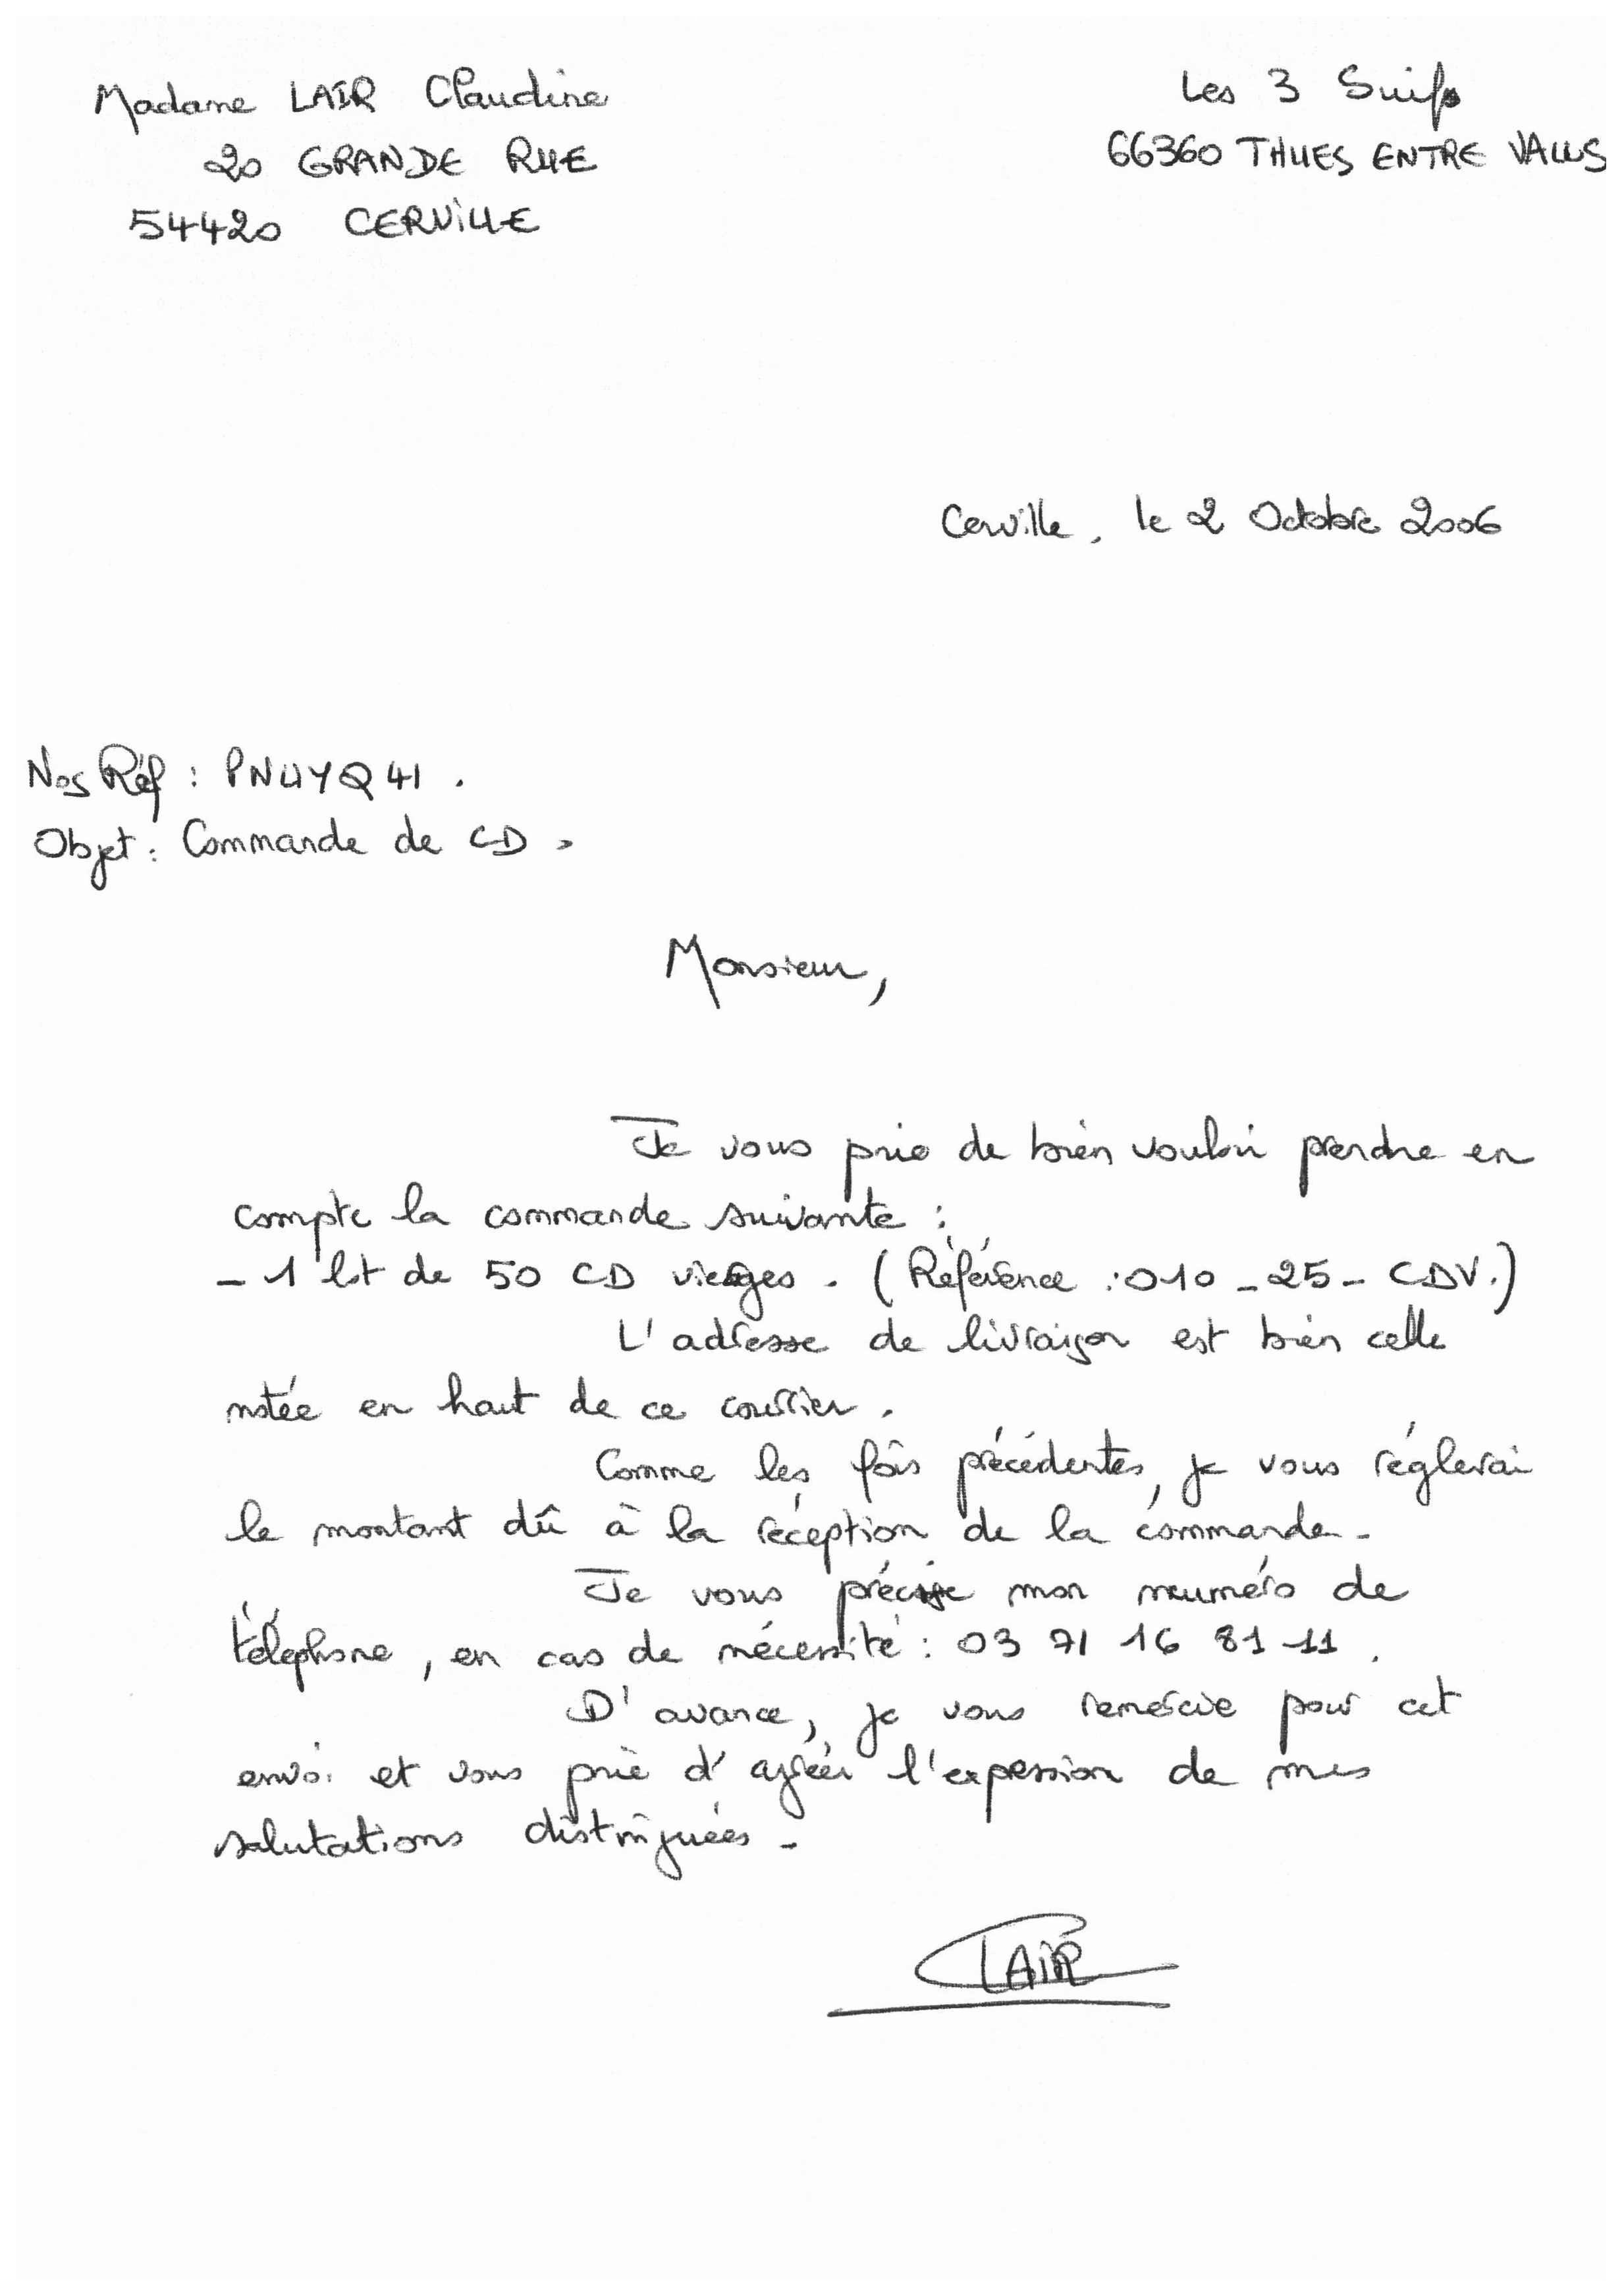 Madame LAIR Claudine
20 GRANDE RUE
54420 CERVILLE
Les 3 Suifs
66360 THUES ENTRE VALLS
Cerville, le 2 Octobre 2006
Nos Réf : PNUYQ41.
Objet : Commande de CD.
Monsieur,
Je vous prie de bien vouloir prendre en
compte la commande suivante :
- 1 lot de 50 CD vierges. (Référence : 010-25-CDV.)
L'adresse de livraison est bien celle
notée en haut de ce courrier.
Comme les fois précédentes, je vous réglerai
le montant dû à la réception de la commande.
Je vous précise mon numéro de
téléphone, en cas de nécessité : 03 71 16 81 11.
D'avance, je vous remercie pour cet
envoi et vous prie d'agréer l'expession de mes
salutations distinguées.
LAIR